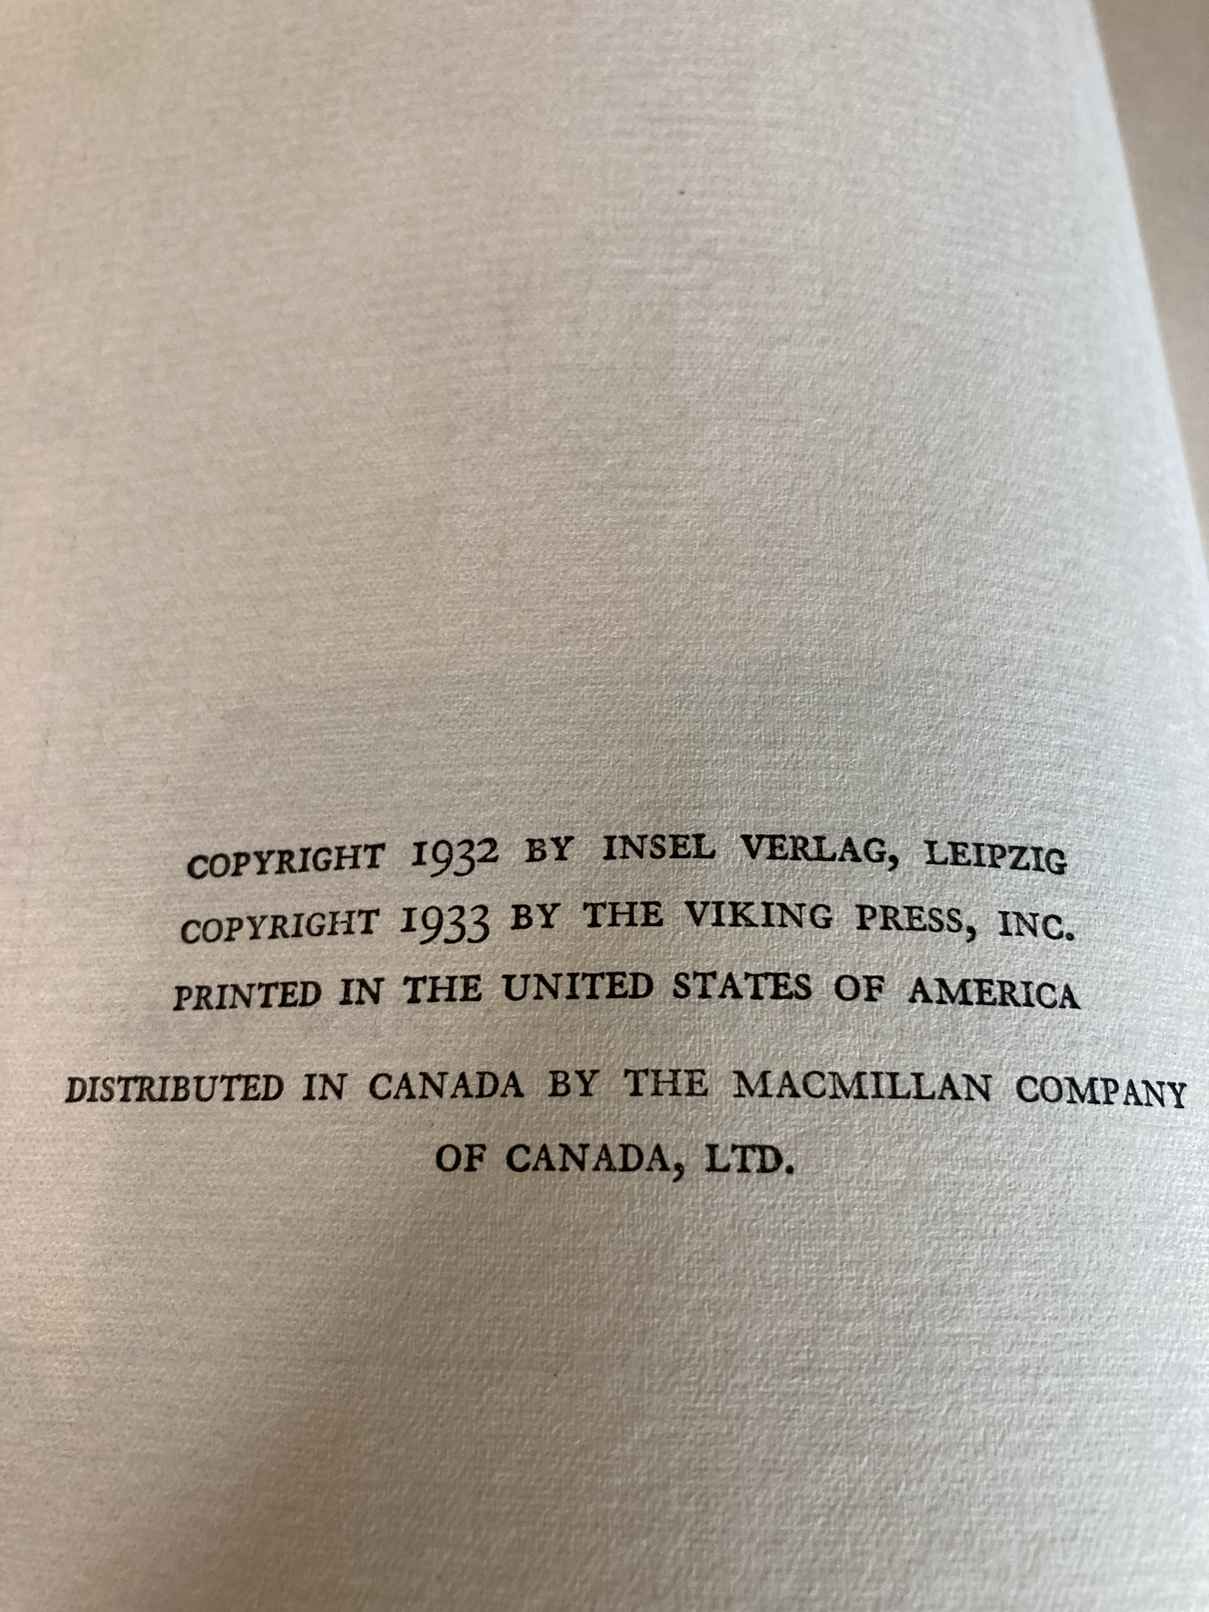 COPYRIGHT 1932 BY INSEL VERLAG, LEIPZIG
COPYRIGHT 1933 BY THE VIKING PRESS, INC.
PRINTED IN THE UNITED STATES OF AMERICA
DISTRIBUTED IN CANADA BY THE MACMILLAN COMPANY
OF CANADA, LTD.